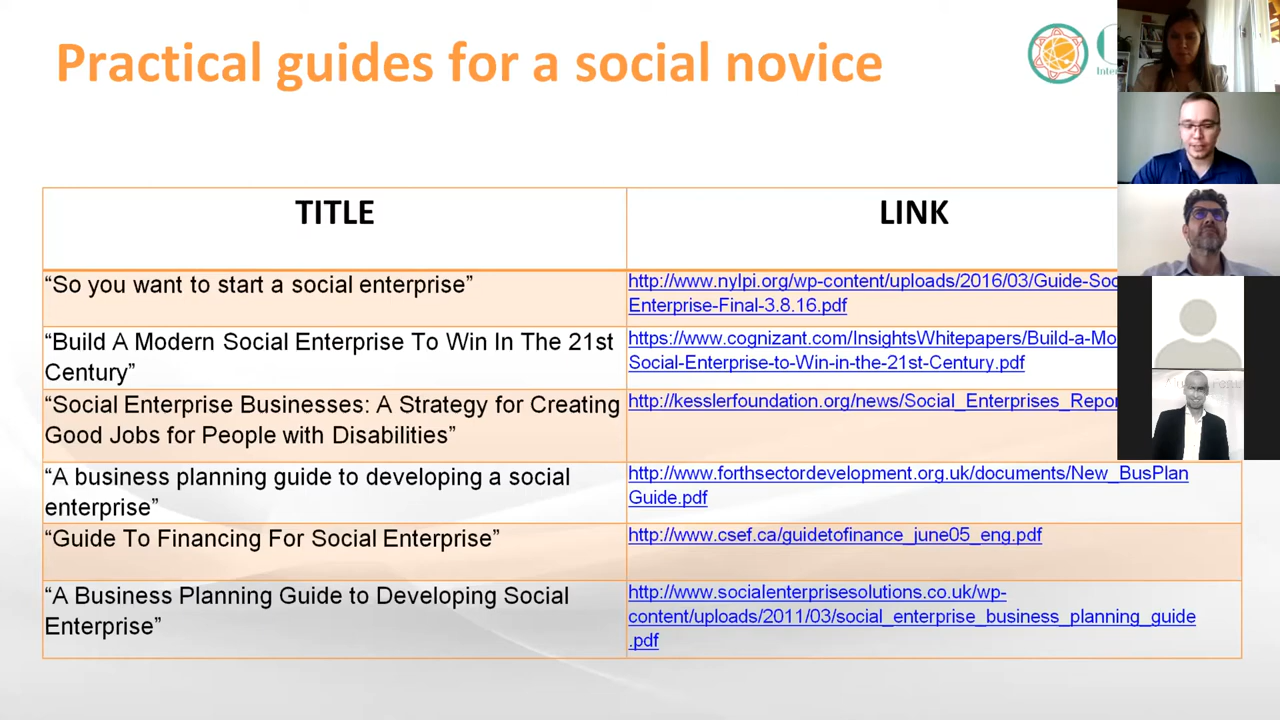 Practical guides for a social novice
TITLE
LINK
“So you want to start a social enterprise”
http://www.nylpi.org/wp-content/uploads/2016/03/Guide-Soc
Enterprise-Final-3.8.16.pdf
“Build A Modern Social Enterprise To Win In The 21st
Century”
https://www.cognizant.com/InsightsWhitepapers/Build-a-Mo
Social-Enterprise-to-Win-in-the-21st-Century.pdf
“Social Enterprise Businesses: A Strategy for Creating
Good Jobs for People with Disabilities”
http://kesslerfoundation.org/news/Social_Enterprises_Repor
“A business planning guide to developing a social
enterprise”
http://www.forthsectordevelopment.org.uk/documents/New_BusPlan
Guide.pdf
“Guide To Financing For Social Enterprise”
http://www.csef.ca/guidetofinance_june05_eng.pdf
“A Business Planning Guide to Developing Social
Enterprise”
http://www.socialenterprisesolutions.co.uk/wp-
content/uploads/2011/03/social_enterprise_business_planning_guide
.pdf